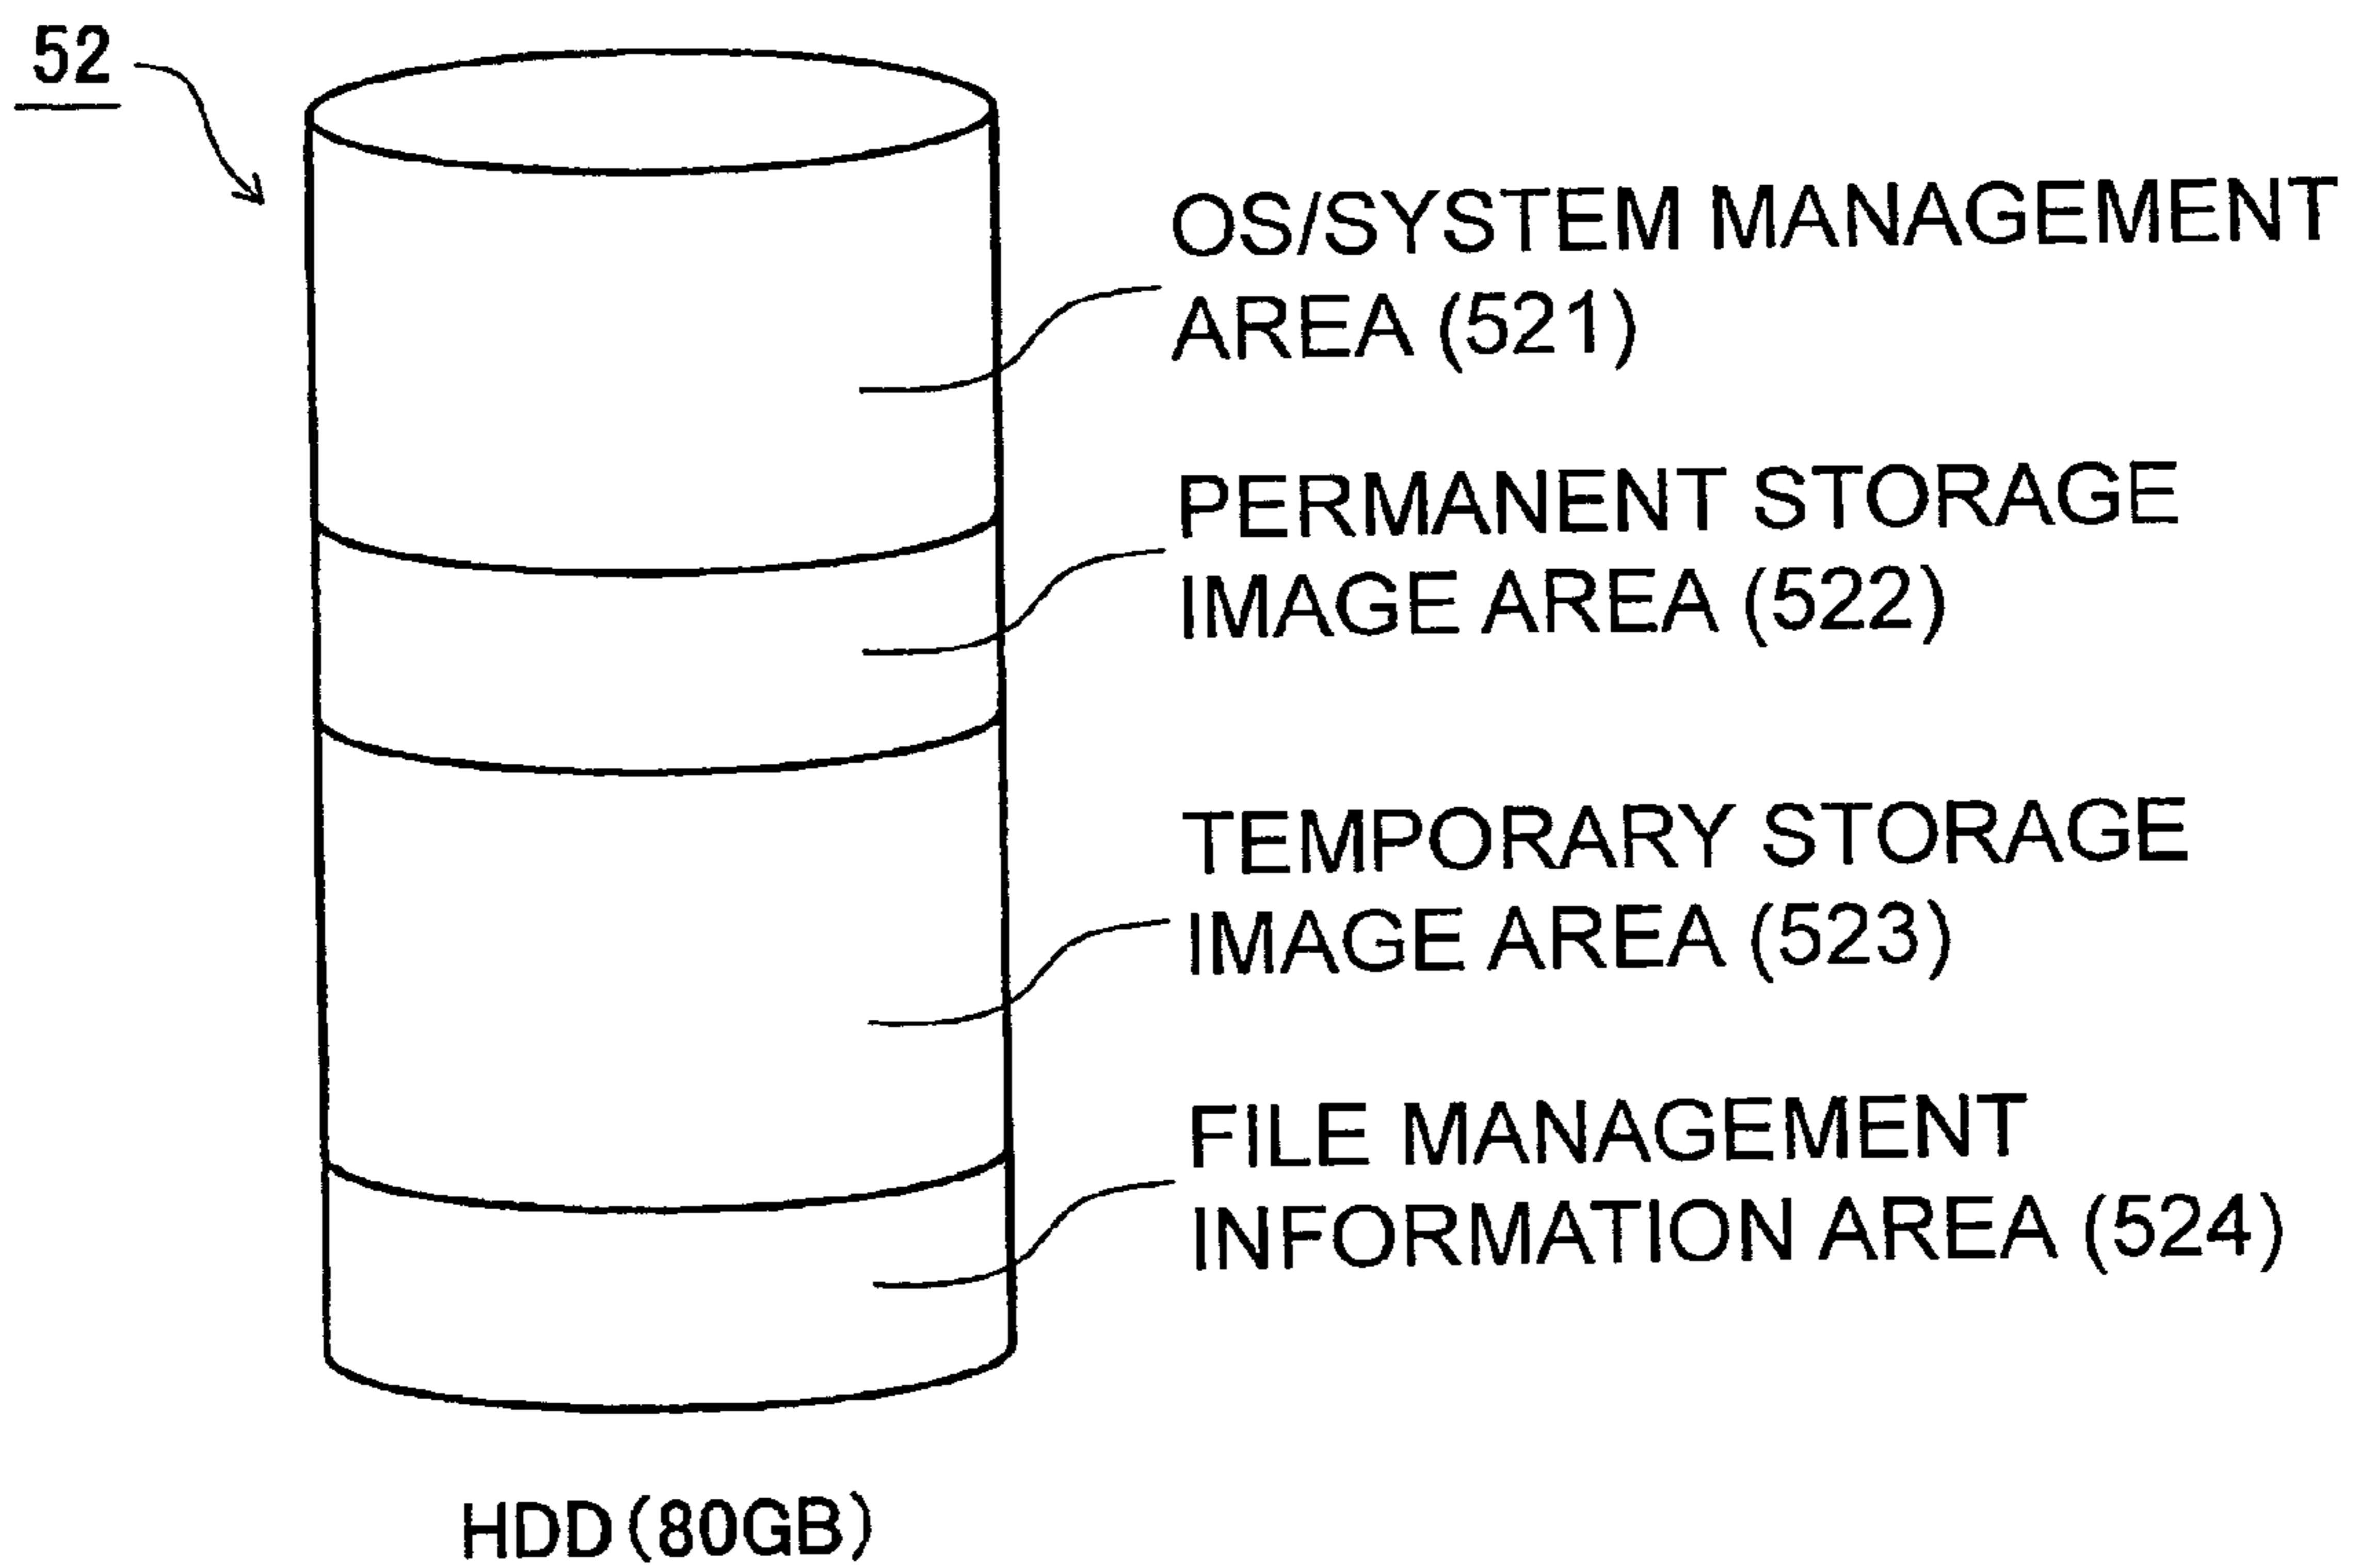 52
OS/SYSTEM MANAGEMENT
AREA (521)
PERMANENT STORAGE
IMAGE AREA (522)
TEMPORARY STORAGE
IMAGE AREA (523)
FILE MANAGEMENT
INFORMATION AREA (524)
HDD (80GB)